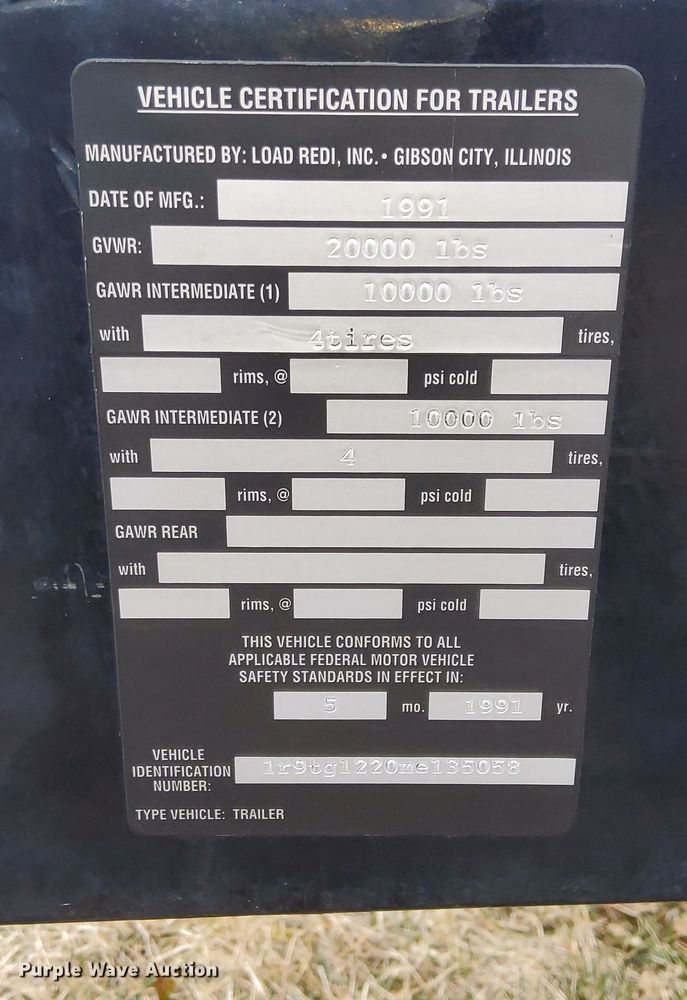 VEHICLE CERTIFICATION FOR TRAILERS
MANUFACTURED BY: LOAD REDI, INC. • GIBSON CITY, ILLINOIS
DATE OF MFG.: 1991
GVWR: 20000 lbs
GAWR INTERMEDIATE (1) 10000 lbs
with 4tires tires,
rims, @ psi cold
GAWR INTERMEDIATE (2) 10000 lbs
with 4 tires,
rims, @ psi cold
GAWR REAR
with tires,
rims, @ psi cold
THIS VEHICLE CONFORMS TO ALL
APPLICABLE FEDERAL MOTOR VEHICLE
SAFETY STANDARDS IN EFFECT IN:
5 mo. 1991 yr.
VEHICLE
IDENTIFICATION
NUMBER: 1r9tg1220me135058
TYPE VEHICLE: TRAILER
Purple Wave Auction